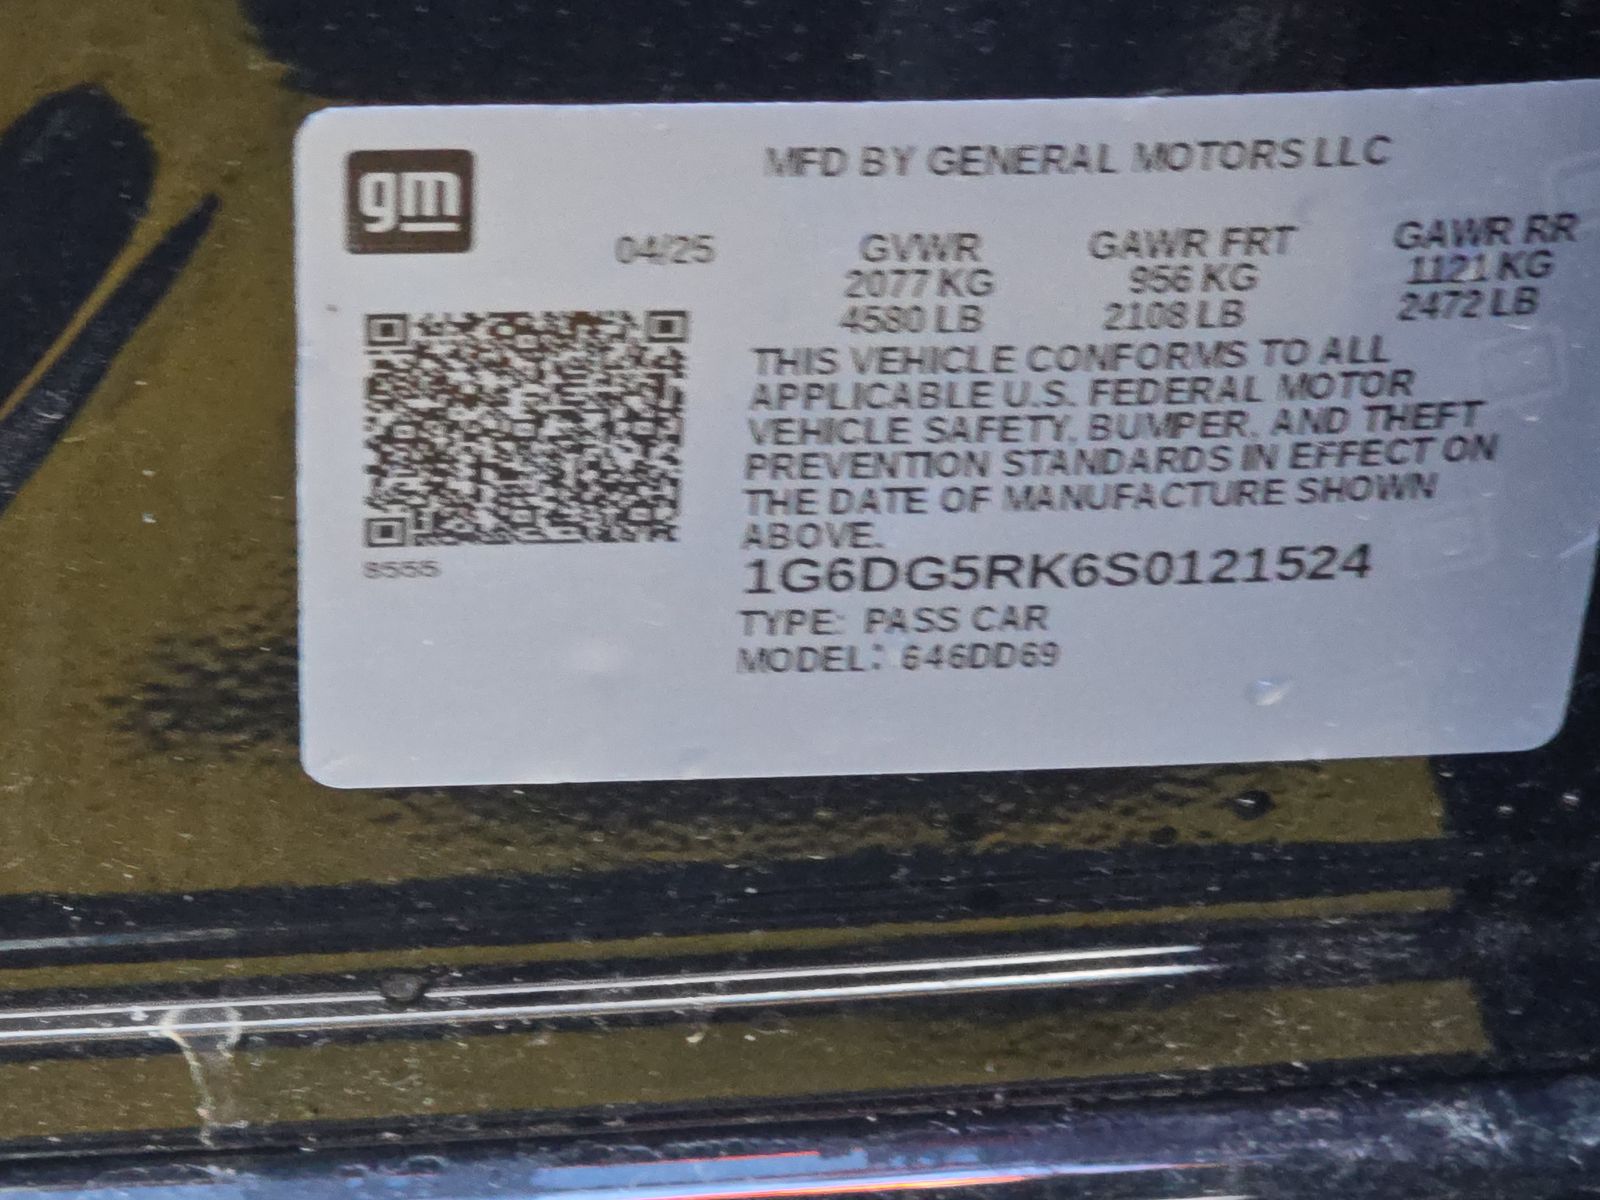 gm
MFD BY GENERAL MOTORS LLC
04/25
GVWR GAWR FRT GAWR RR
2077 KG 956 KG 1121 KG
4580 LB 2108 LB 2472 LB
THIS VEHICLE CONFORMS TO ALL
APPLICABLE U.S. FEDERAL MOTOR
VEHICLE SAFETY, BUMPER, AND THEFT
PREVENTION STANDARDS IN EFFECT ON
THE DATE OF MANUFACTURE SHOWN
ABOVE.
8555
1G6DG5RK6S0121524
TYPE: PASS CAR
MODEL: 646DD69